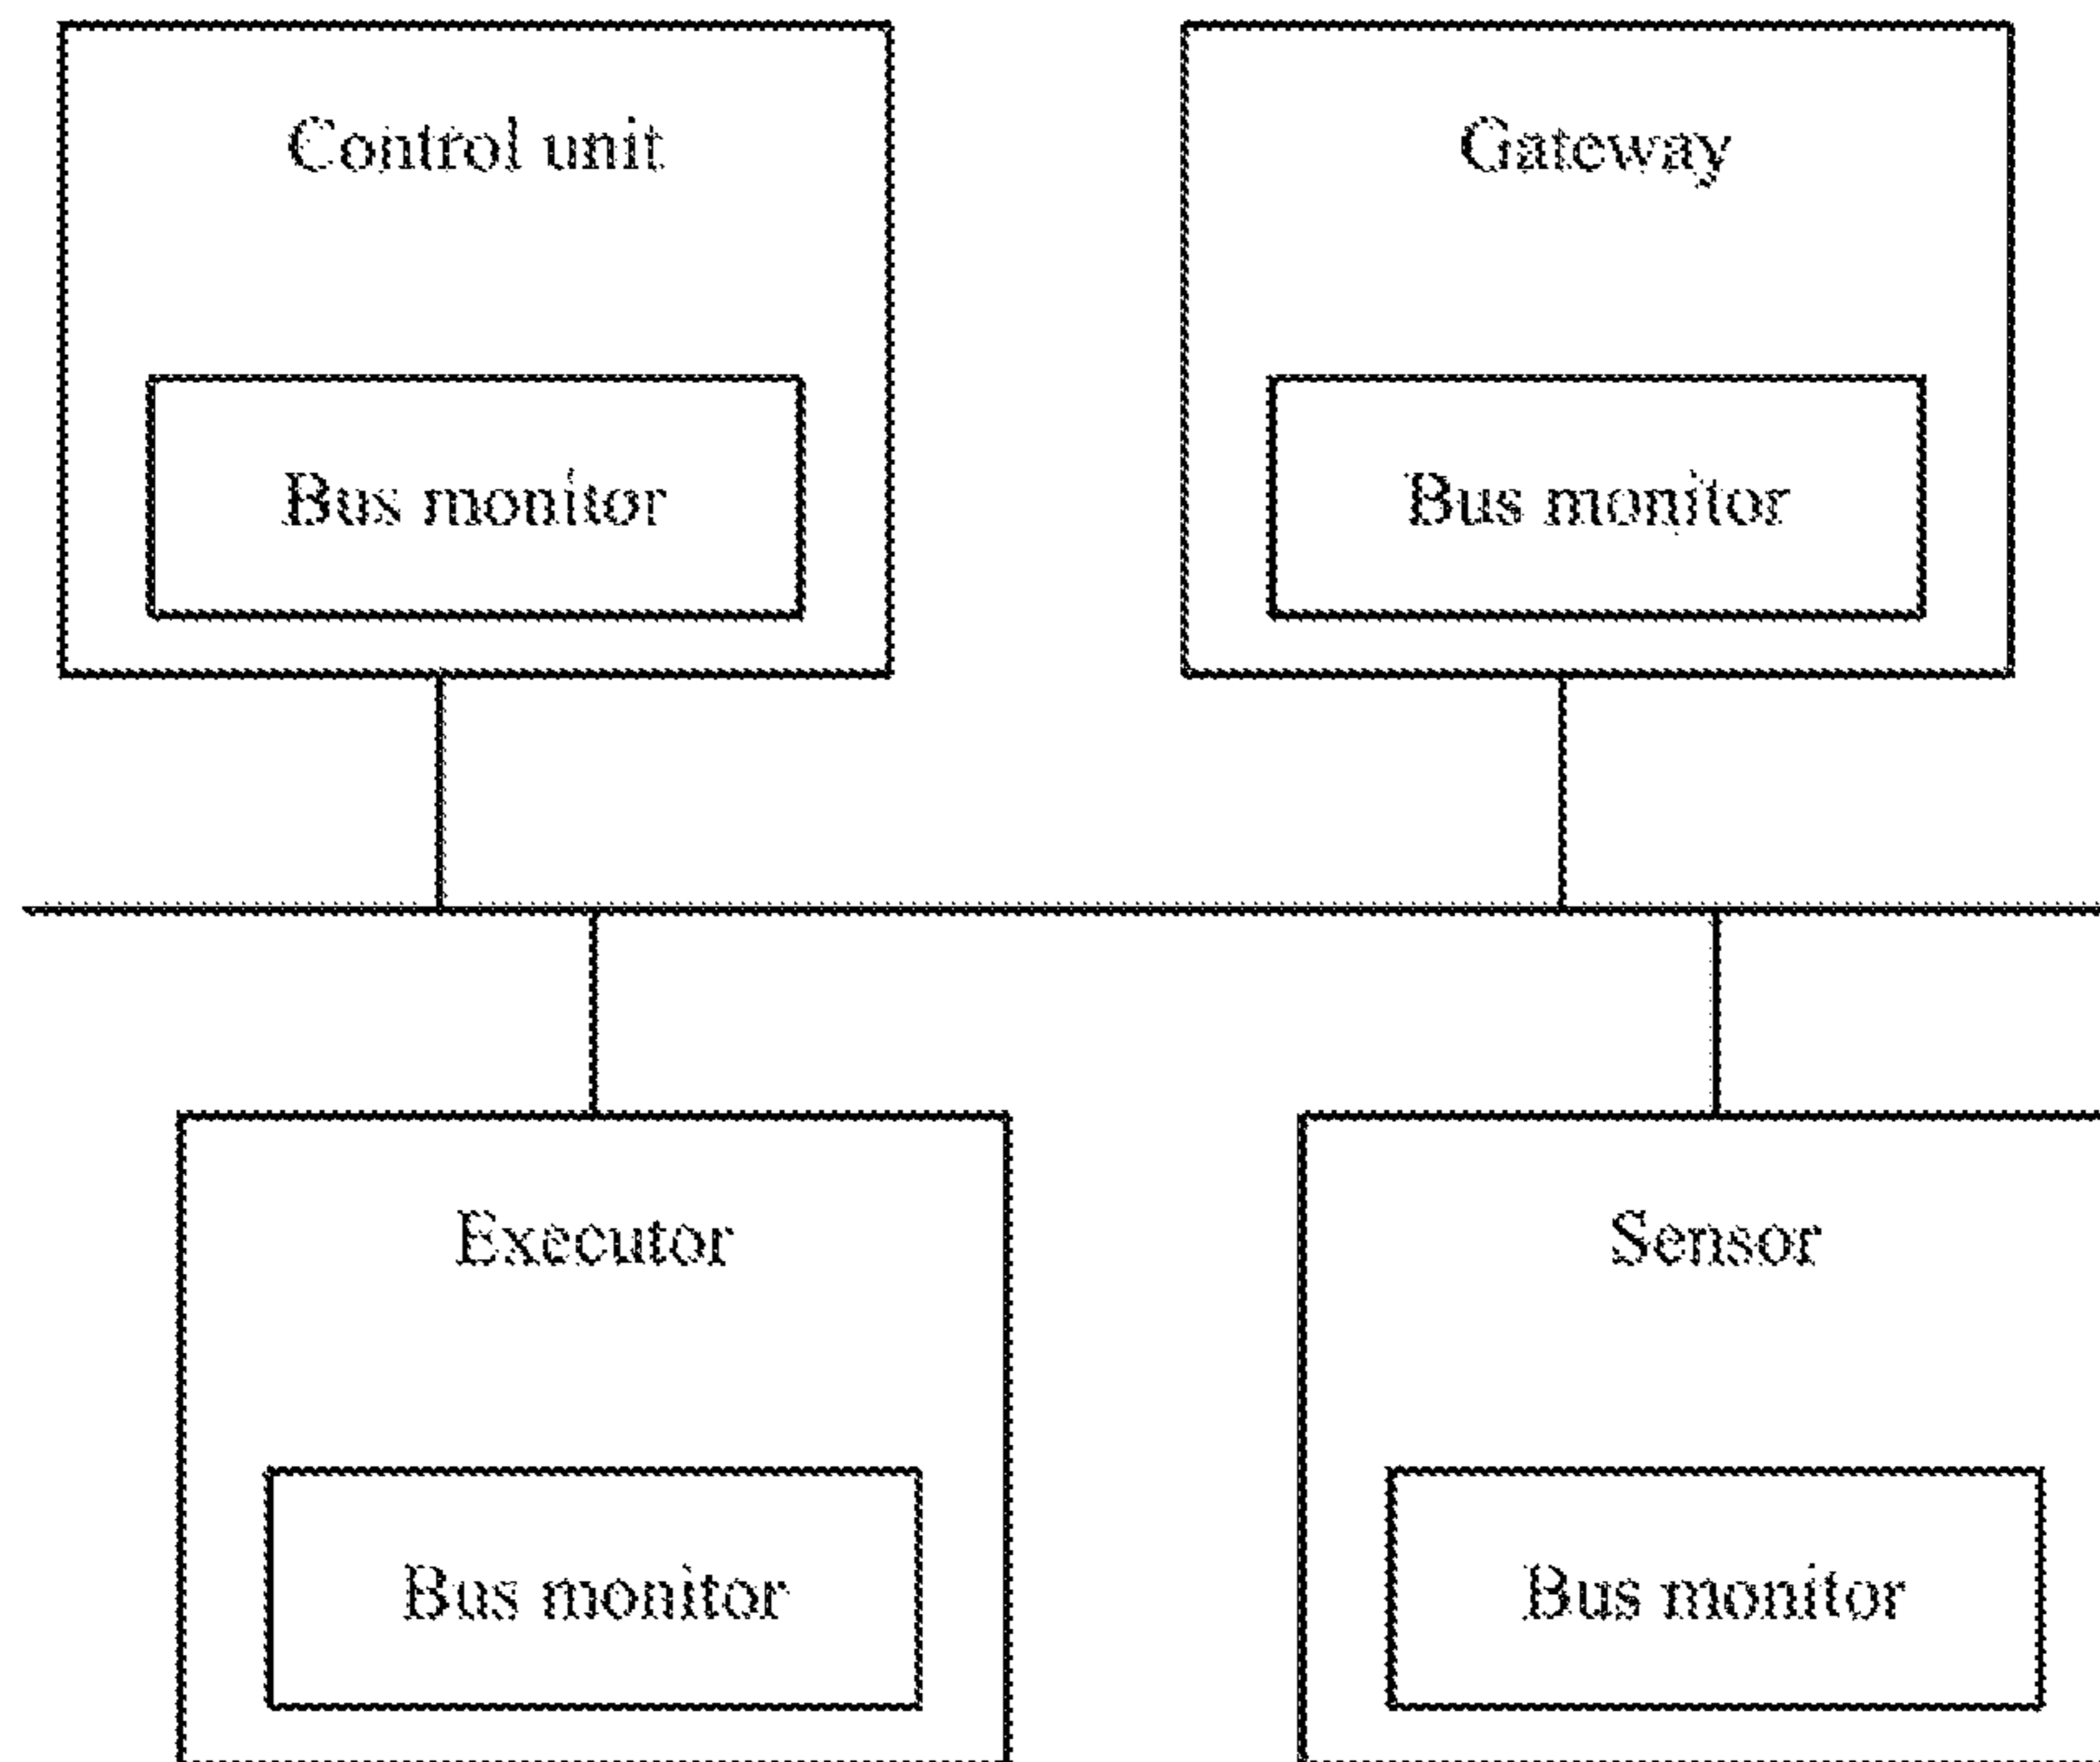 Control unit
Gateway
Bus monitor
Bus monitor
Executor
Sensor
Bus monitor
Bus monitor